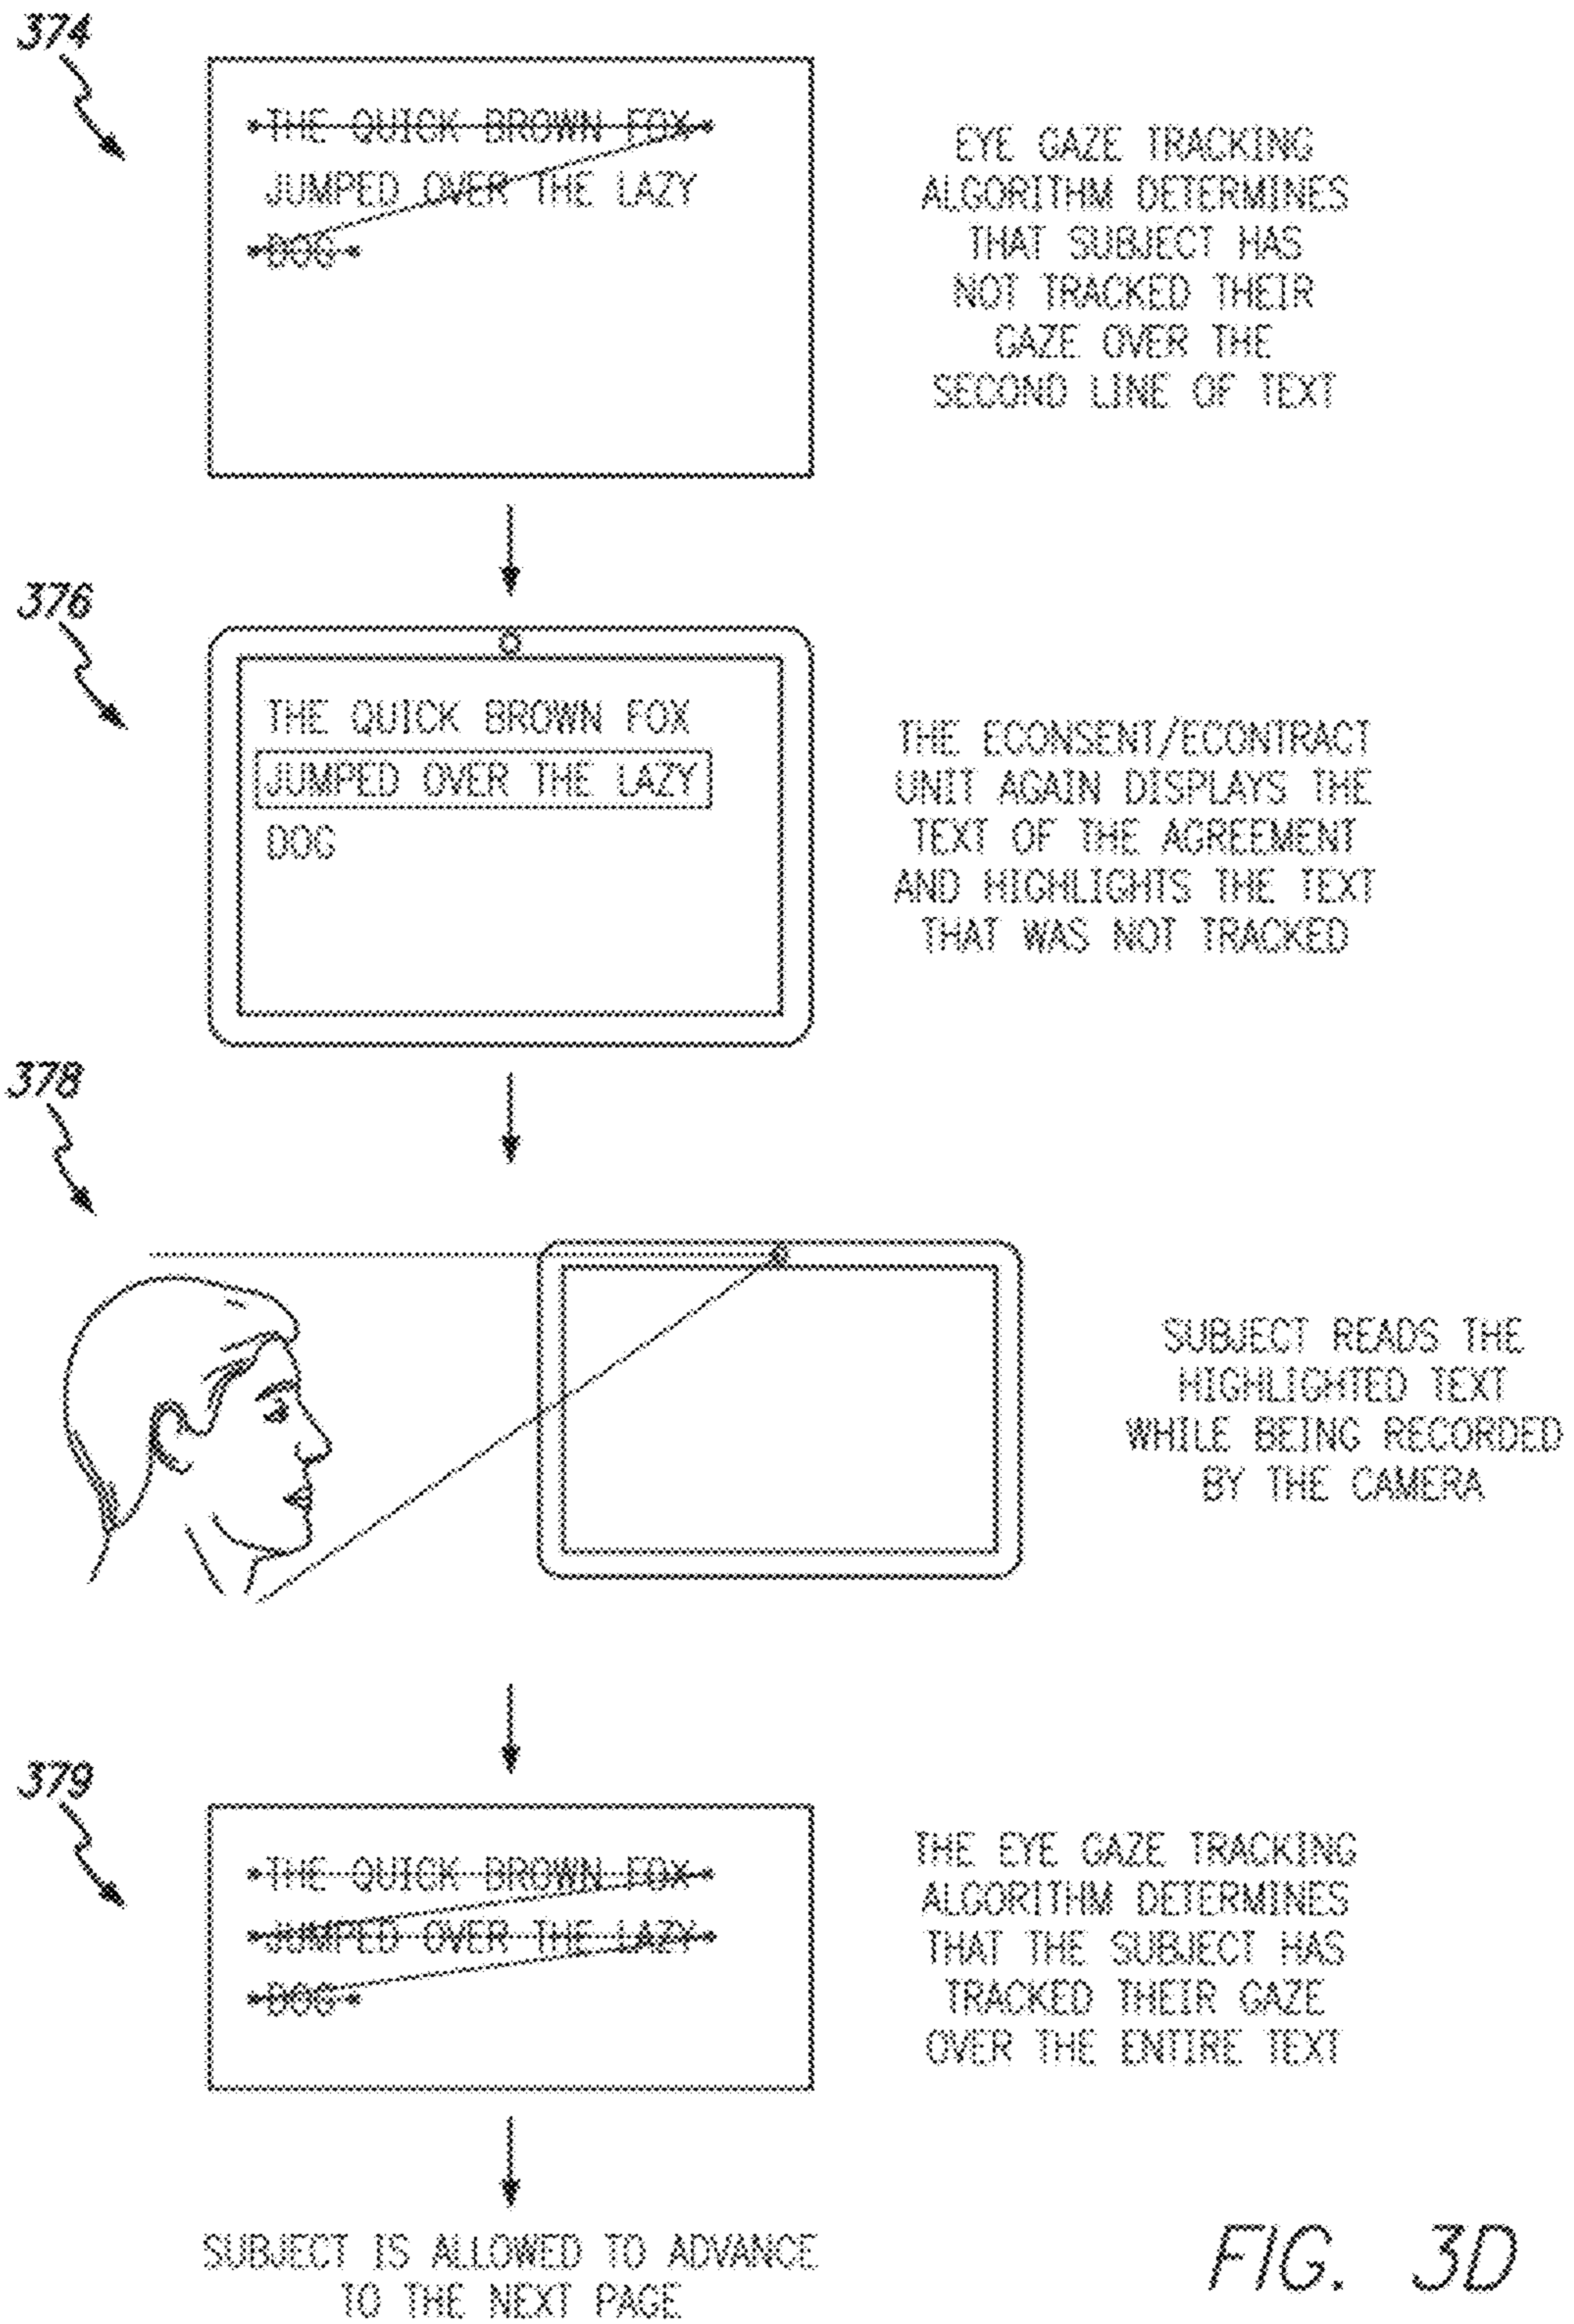 374
THE QUICK BROWN FOX
JUMPED OVER THE LAZY
DOG
EYE GAZE TRACKING
ALGORITHM DETERMINES
THAT SUBJECT HAS
NOT TRACKED THEIR
GAZE OVER THE
SECOND LINE OF TEXT
376
THE QUICK BROWN FOX
JUMPED OVER THE LAZY
DOG
THE ECONSENT/ECONTRACT
UNIT AGAIN DISPLAYS THE
TEXT OF THE AGREEMENT
AND HIGHLIGHTS THE TEXT
THAT WAS NOT TRACKED
378
SUBJECT READS THE
HIGHLIGHTED TEXT
WHILE BEING RECORDED
BY THE CAMERA
379
THE QUICK BROWN FOX
JUMPED OVER THE LAZY
DOG
THE EYE GAZE TRACKING
ALGORITHM DETERMINES
THAT THE SUBJECT HAS
TRACKED THEIR GAZE
OVER THE ENTIRE TEXT
SUBJECT IS ALLOWED TO ADVANCE
TO THE NEXT PAGE
FIG. 3D